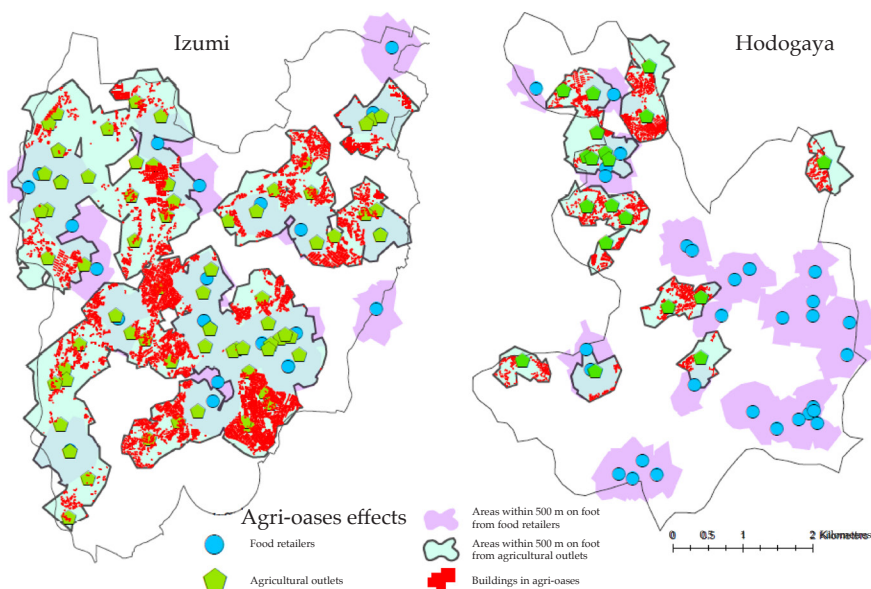 Izumi
Hodogaya
Agri-oases effects
Food retailers
Agricultural outlets
Areas within 500 m on foot
from food retailers
Areas within 500 m on foot
from agricultural outlets
Buildings in agri-oases
0 0.5 1 2 Kilometers